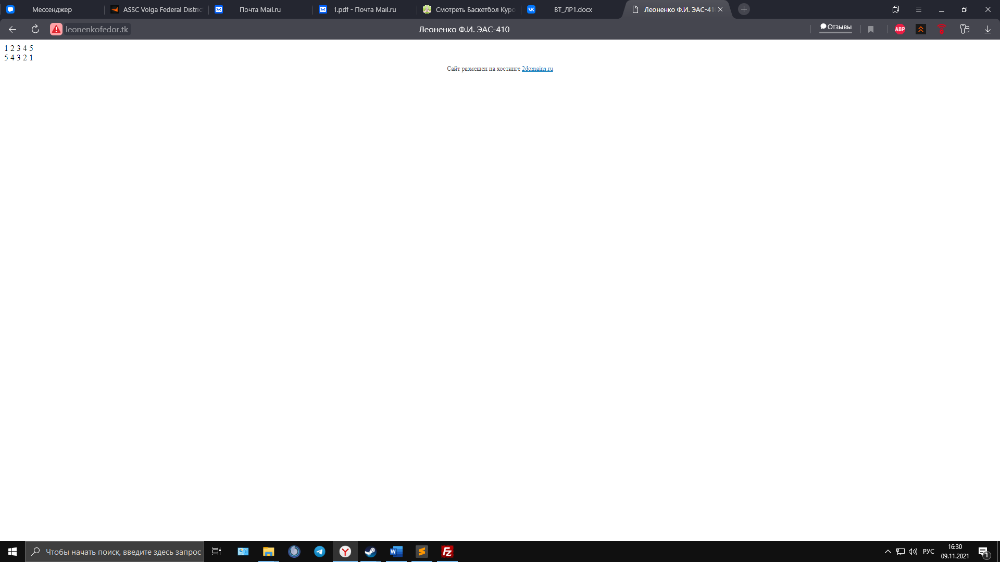 Мессенджер
ASSC Volga Federal Distric
Почта Mail.ru
1.pdf - Почта Mail.ru
Смотреть Баскетбол Куро
ВТ_ЛР1.docx
Леоненко Ф.И. ЭАС-41
leonenkofedor.tk
Леоненко Ф.И. ЭАС-410
Отзывы
ABP
1 2 3 4 5
5 4 3 2 1
Сайт размещен на хостинге 2domains.ru
Чтобы начать поиск, введите здесь запрос
РУС
16:30
09.11.2021
1